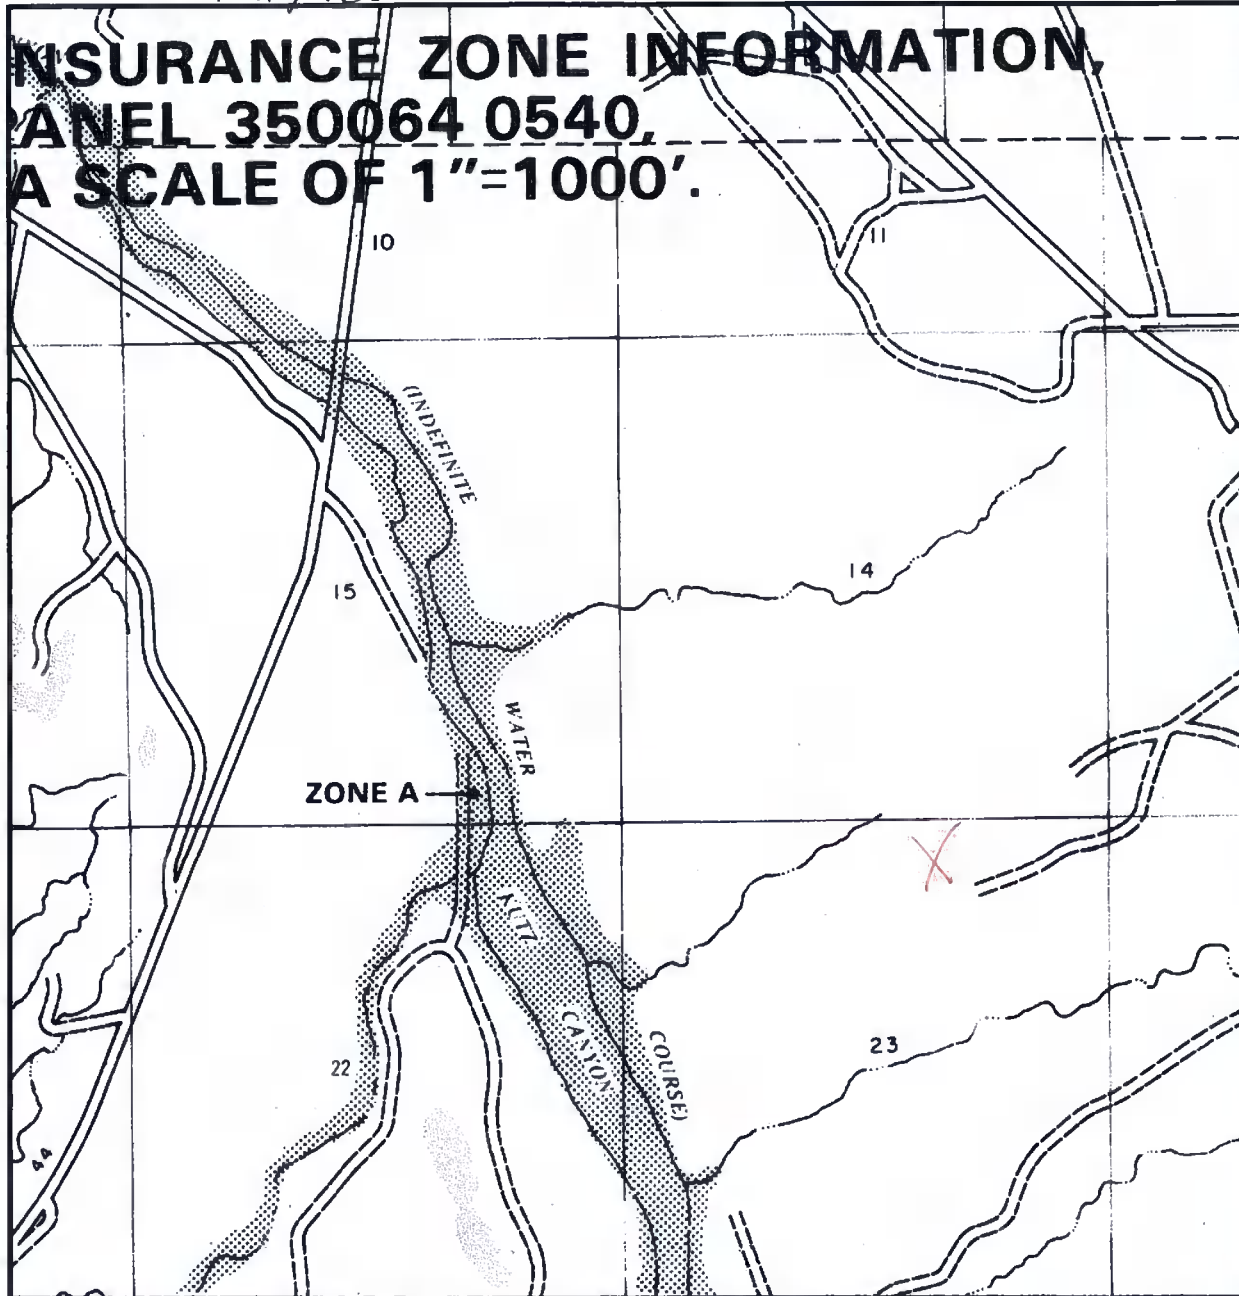 NSURANCE ZONE INFORMATION,
ANEL 350064 0540,
A SCALE OF 1"=1000'.
10
11
(INDEFINITE
14
15
WATER
ZONE A
KUTZ
CANYON
COURSE)
23
22
44